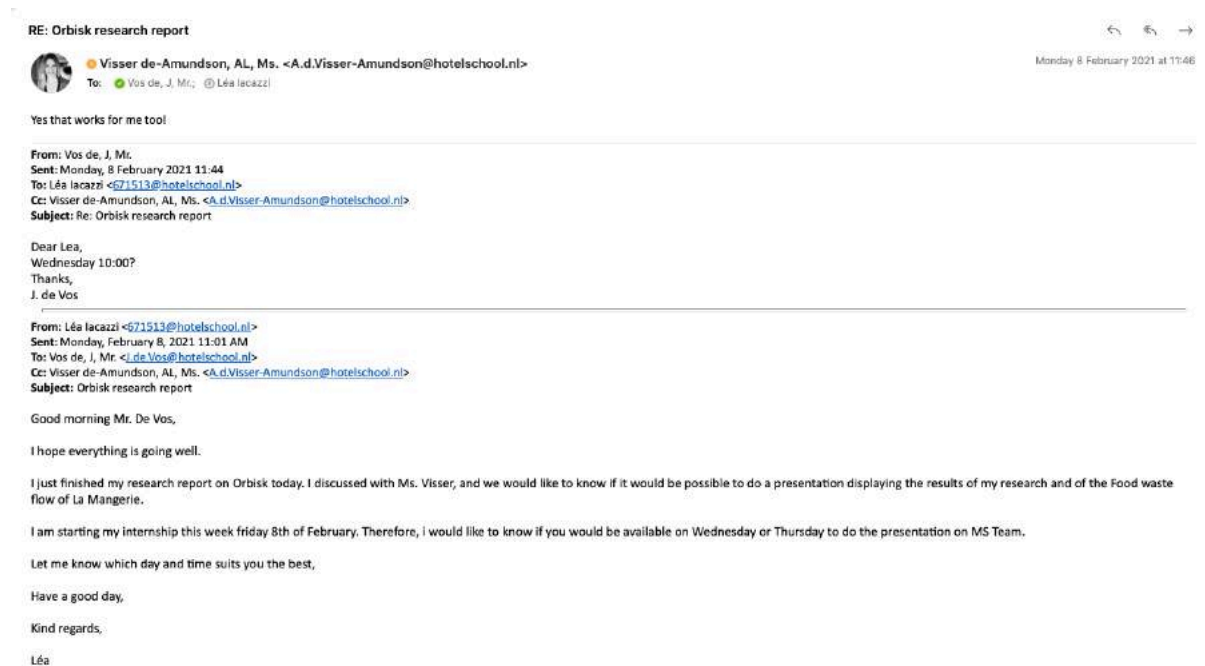 RE: Orbisk research report
Visser de-Amundson, AL, Ms. <A.d.Visser-Amundson@hotelschool.nl>
Monday 8 February 2021 at 11:46
To: Vos de, J, Mr.; Léa Iacazzi
Yes that works for me too!
From: Vos de, J, Mr.
Sent: Monday, 8 February 2021 11:44
To: Léa Iacazzi <671513@hotelschool.nl>
Cc: Visser de-Amundson, AL, Ms. <A.d.Visser-Amundson@hotelschool.nl>
Subject: Re: Orbisk research report
Dear Lea,
Wednesday 10:00?
Thanks,
J. de Vos
From: Léa Iacazzi <671513@hotelschool.nl>
Sent: Monday, February 8, 2021 11:01 AM
To: Vos de, J, Mr. <J.de.Vos@hotelschool.nl>
Cc: Visser de-Amundson, AL, Ms. <A.d.Visser-Amundson@hotelschool.nl>
Subject: Orbisk research report
Good morning Mr. De Vos,
I hope everything is going well.
I just finished my research report on Orbisk today. I discussed with Ms. Visser, and we would like to know if it would be possible to do a presentation displaying the results of my research and of the Food waste
flow of La Mangerie.
I am starting my internship this week friday 8th of February. Therefore, i would like to know if you would be available on Wednesday or Thursday to do the presentation on MS Team.
Let me know which day and time suits you the best,
Have a good day,
Kind regards,
Léa